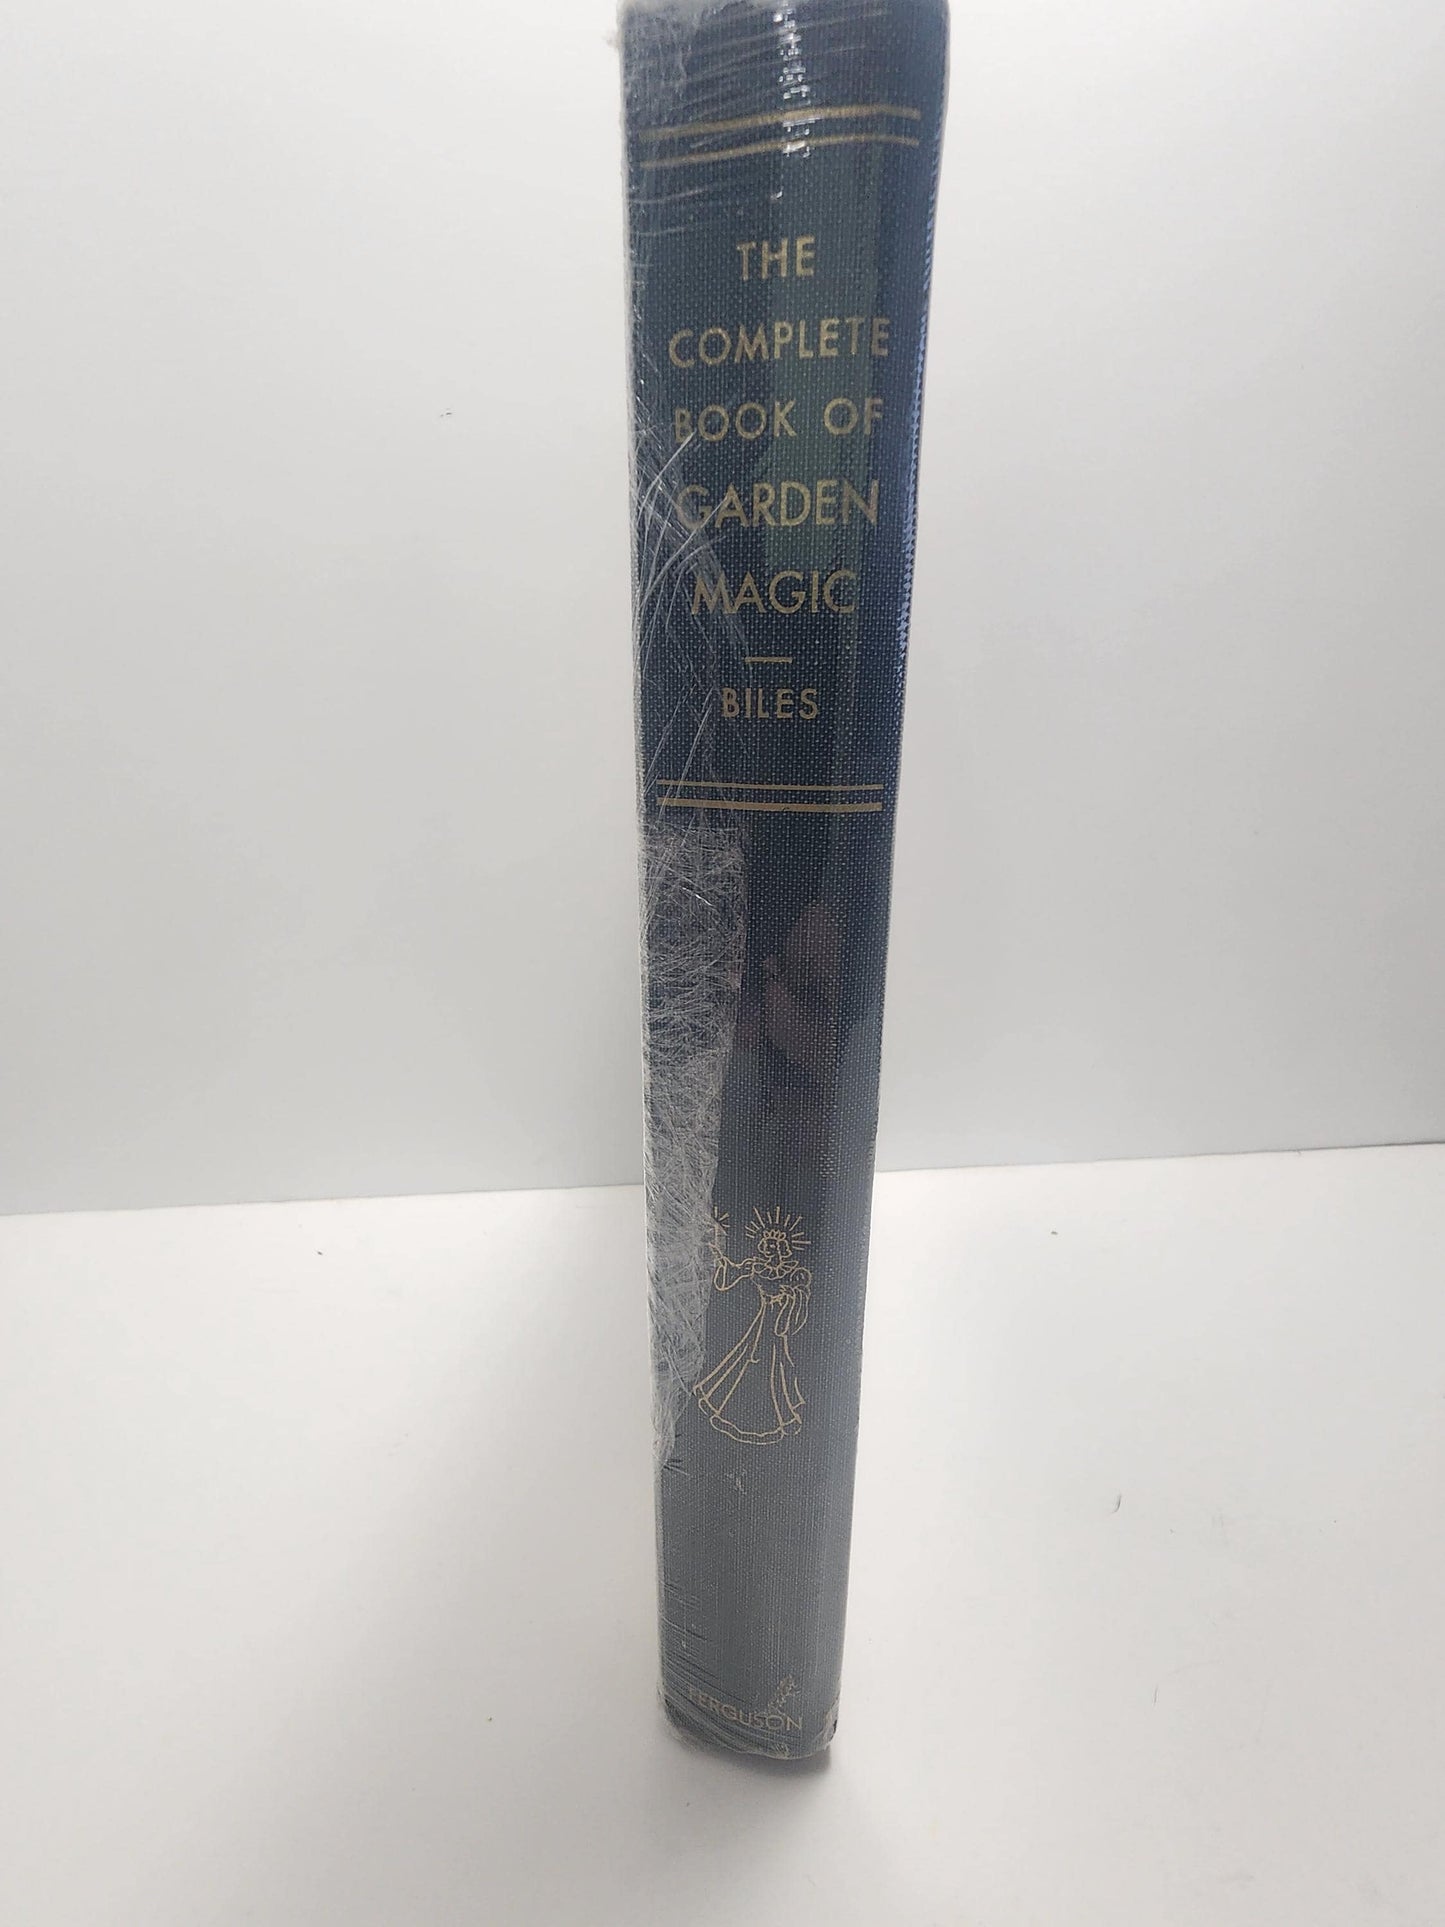 THE
COMPLETE
BOOK OF
GARDEN
MAGIC
BILES
FERGUSON